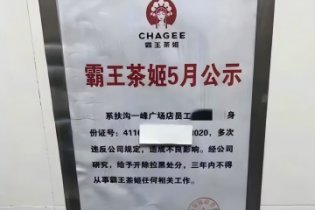 CHAGEE
霸王茶姬
霸王茶姬5月公示
系扶沟一峰广场店员工 身
份证号：4116 2020，多次
违反公司规定，造成不良影响。经公司
研究，给予开除拉黑处分，三年内不得
从事霸王茶姬任何相关工作。